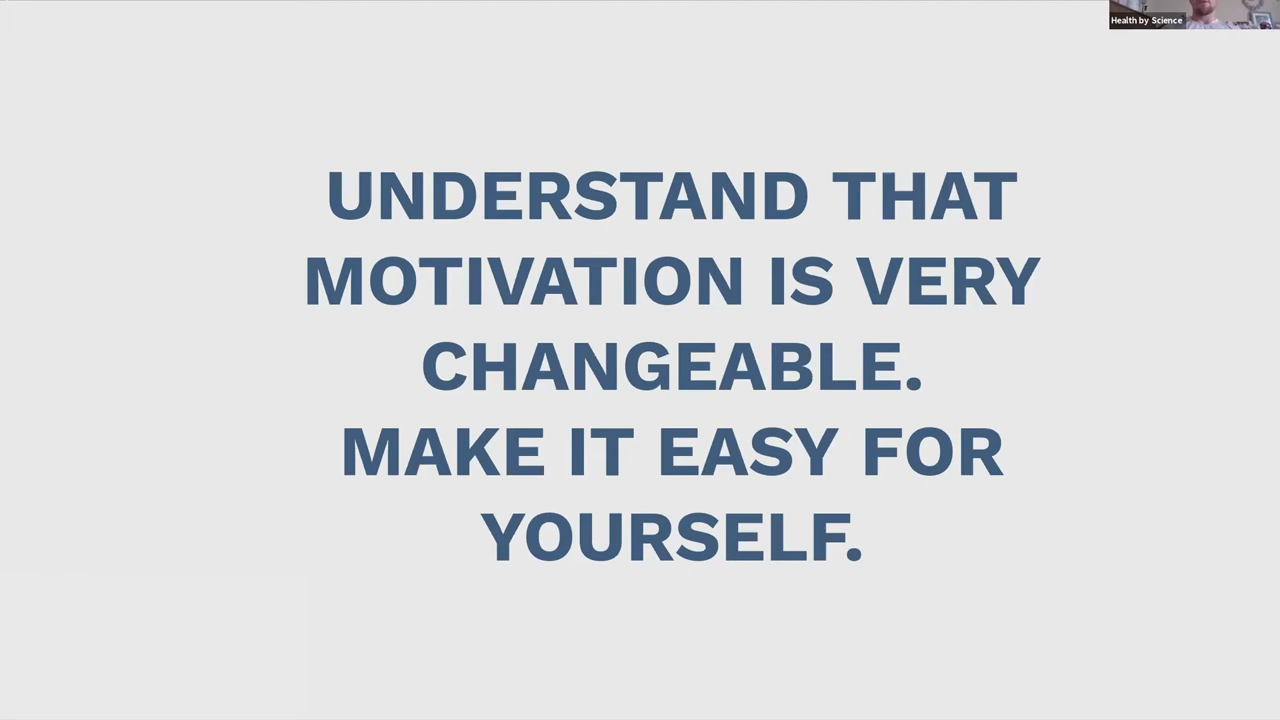 Health by Science
UNDERSTAND THAT
MOTIVATION IS VERY
CHANGEABLE.
MAKE IT EASY FOR
YOURSELF.